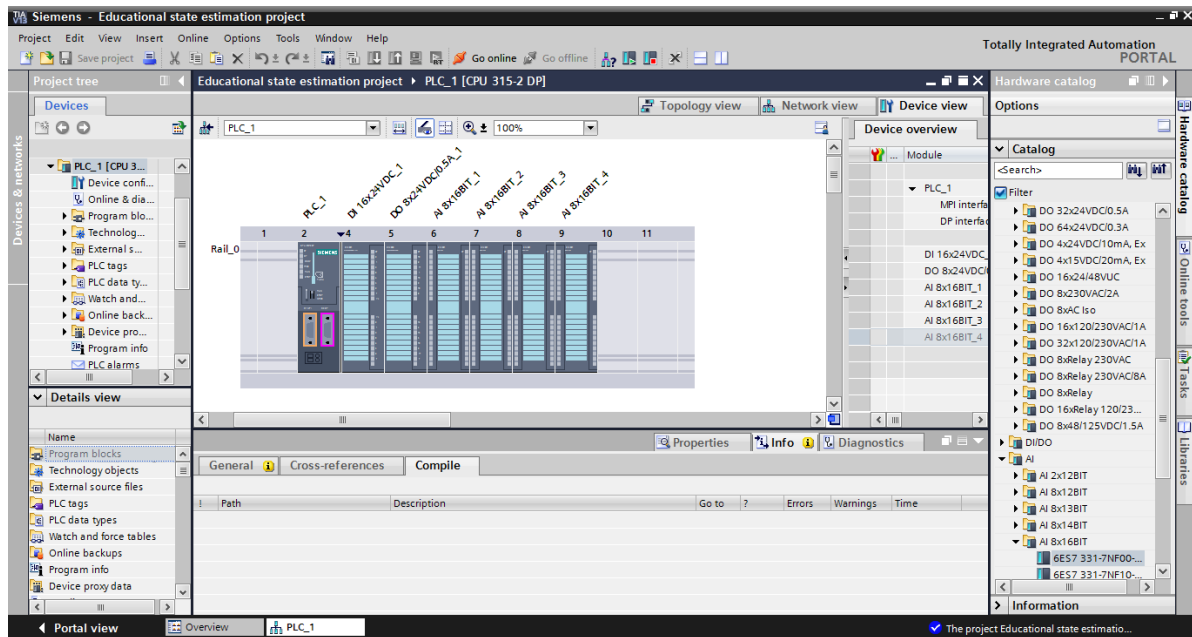 Siemens - Educational state estimation project
Project Edit View Insert Online Options Tools Window Help
Totally Integrated Automation
PORTAL
Save project
Go online
Go offline
Project tree
Devices
Devices & networks
PLC_1 [CPU 3...
Device confi...
Online & dia...
Program blo...
Technolog...
External s...
PLC tags
PLC data ty...
Watch and...
Online back...
Device pro...
Program info
PLC alarms
Details view
Name
Program blocks
Technology objects
External source files
PLC tags
PLC data types
Watch and force tables
Online backups
Program info
Device proxy data
Educational state estimation project PLC_1 [CPU 315-2 DP]
Topology view
Network view
Device view
PLC_1
100%
PLC_1
DI 16x24VDC_1
DO 8x24VDC/0.5A_1
AI 8x16BIT_1
AI 8x16BIT_2
AI 8x16BIT_3
AI 8x16BIT_4
1 2 4 5 6 7 8 9 10 11
Rail_0
SIEMENS
Device overview
... Module
PLC_1
MPI interfa
DP interfac
DI 16x24VDC_
DO 8x24VDC/
AI 8x16BIT_1
AI 8x16BIT_2
AI 8x16BIT_3
AI 8x16BIT_4
Properties
Info
Diagnostics
General
Cross-references
Compile
! Path Description Go to ? Errors Warnings Time
Hardware catalog
Options
Catalog
<Search>
Filter
DO 32x24VDC/0.5A
DO 64x24VDC/0.3A
DO 4x24VDC/10mA, Ex
DO 4x15VDC/20mA, Ex
DO 16x24/48VUC
DO 8x230VAC/2A
DO 8xAC Iso
DO 16x120/230VAC/1A
DO 32x120/230VAC/1A
DO 8xRelay 230VAC
DO 8xRelay 230VAC/8A
DO 8xRelay
DO 16xRelay 120/23...
DO 8x48/125VDC/1.5A
DI/DO
AI
AI 2x12BIT
AI 8x12BIT
AI 8x13BIT
AI 8x14BIT
AI 8x16BIT
6ES7 331-7NF00-...
6ES7 331-7NF10-...
Information
Hardware catalog
Online tools
Tasks
Libraries
Portal view
Overview
PLC_1
The project Educational state estimatio...